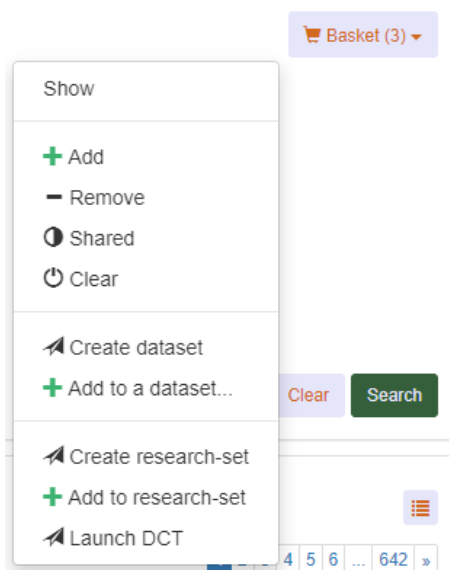 Basket (3)
Show
Add
Remove
Shared
Clear
Create dataset
Add to a dataset...
Clear
Search
Create research-set
Add to research-set
Launch DCT
4 5 6 ... 642 »